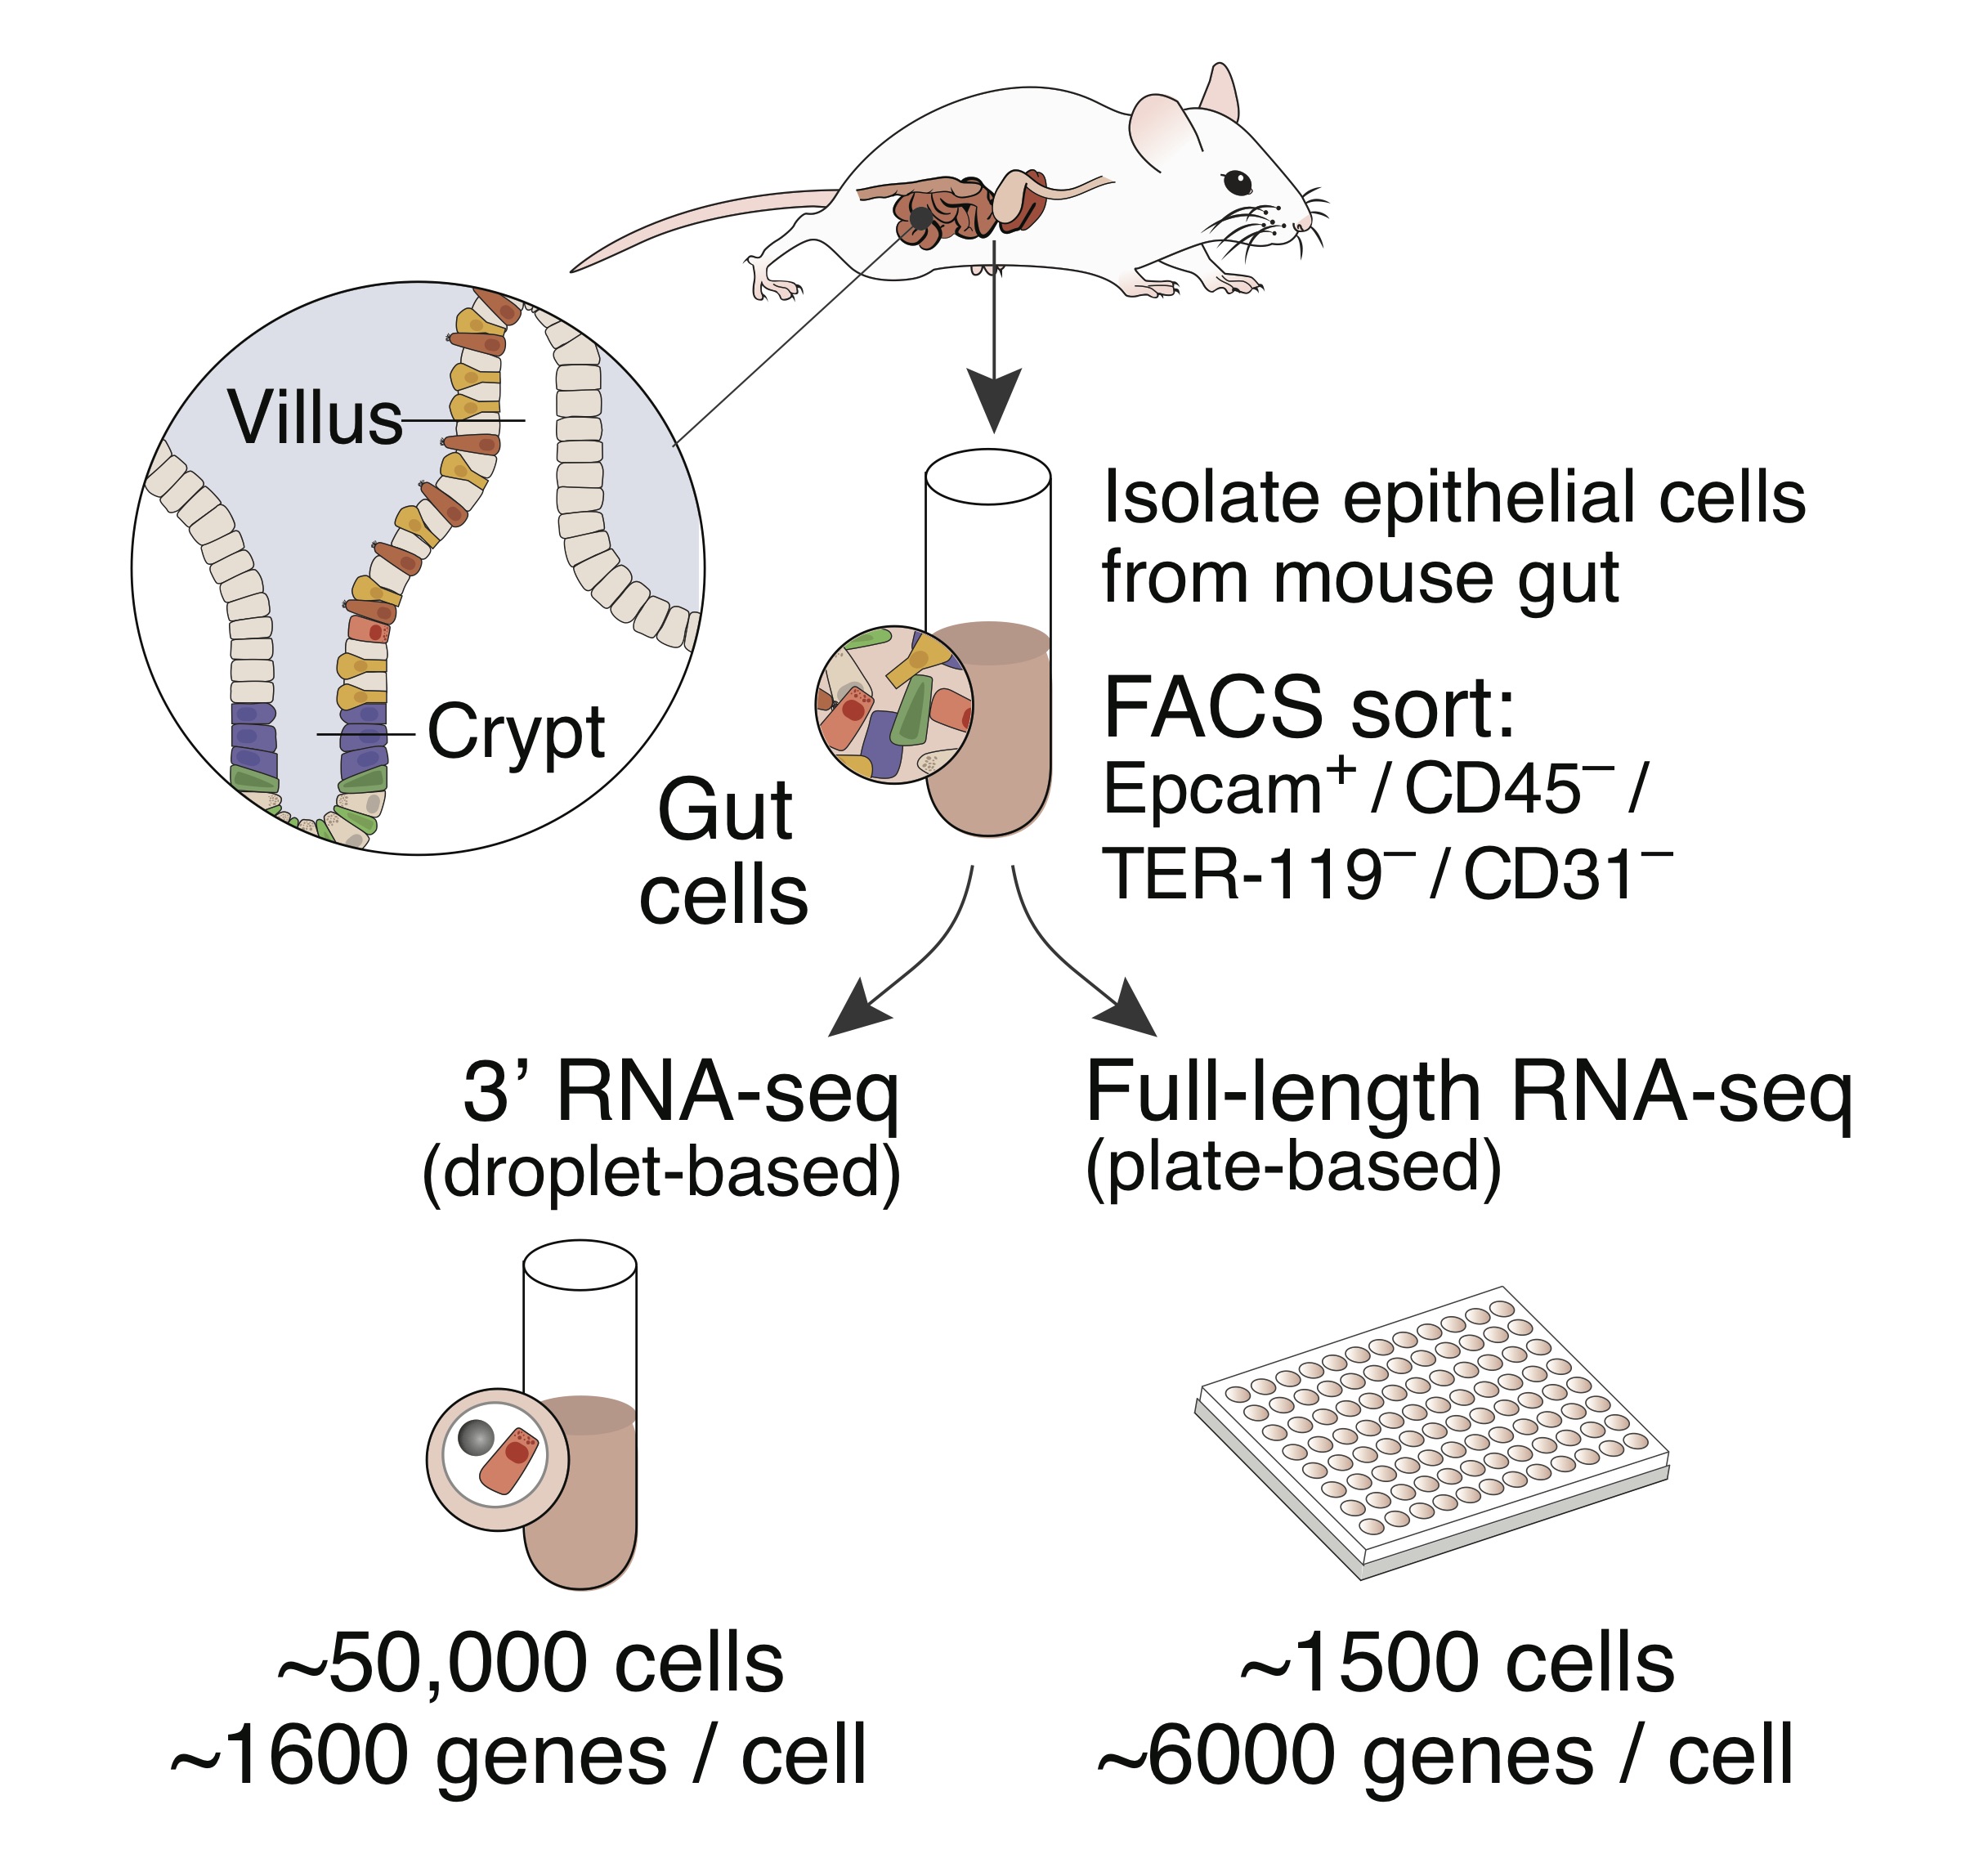 Villus
Crypt
Gut
cells
Isolate epithelial cells
from mouse gut
FACS sort:
Epcam⁺ / CD45⁻ /
TER-119⁻ / CD31⁻
3’ RNA-seq
(droplet-based)
Full-length RNA-seq
(plate-based)
~50,000 cells
~1600 genes / cell
~1500 cells
~6000 genes / cell